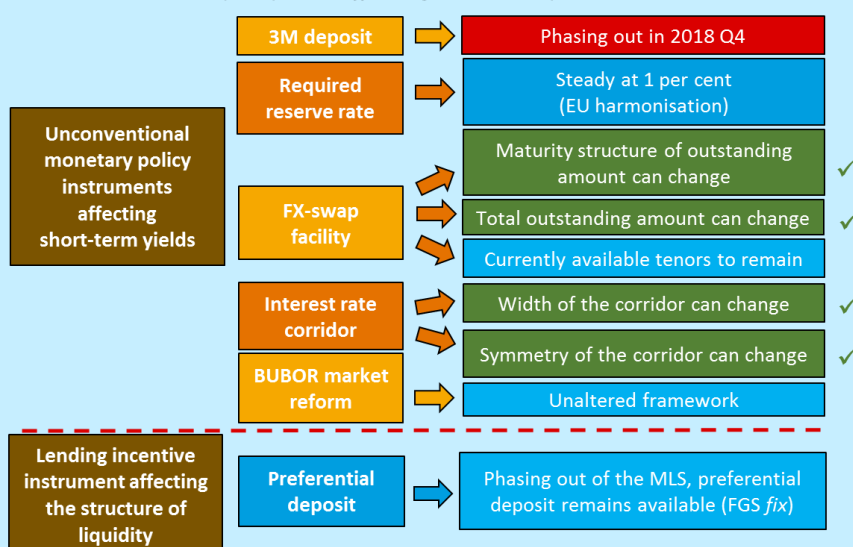 3M deposit
Phasing out in 2018 Q4
Required
reserve rate
Steady at 1 per cent
(EU harmonisation)
Unconventional
monetary policy
instruments
affecting
short-term yields
FX-swap
facility
Maturity structure of outstanding
amount can change
✓
Total outstanding amount can change
✓
Currently available tenors to remain
Interest rate
corridor
Width of the corridor can change
✓
Symmetry of the corridor can change
✓
BUBOR market
reform
Unaltered framework
Lending incentive
instrument affecting
the structure of
liquidity
Preferential
deposit
Phasing out of the MLS, preferential
deposit remains available (FGS fix)